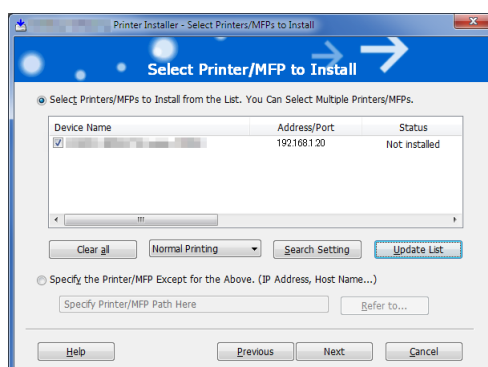 Printer Installer - Select Printers/MFPs to Install
Select Printer/MFP to Install
Select Printers/MFPs to Install from the List. You Can Select Multiple Printers/MFPs.
Device Name Address/Port Status
192.168.1.20 Not installed
Clear all Normal Printing Search Setting Update List
Specify the Printer/MFP Except for the Above. (IP Address, Host Name...)
Specify Printer/MFP Path Here Refer to...
Help Previous Next Cancel